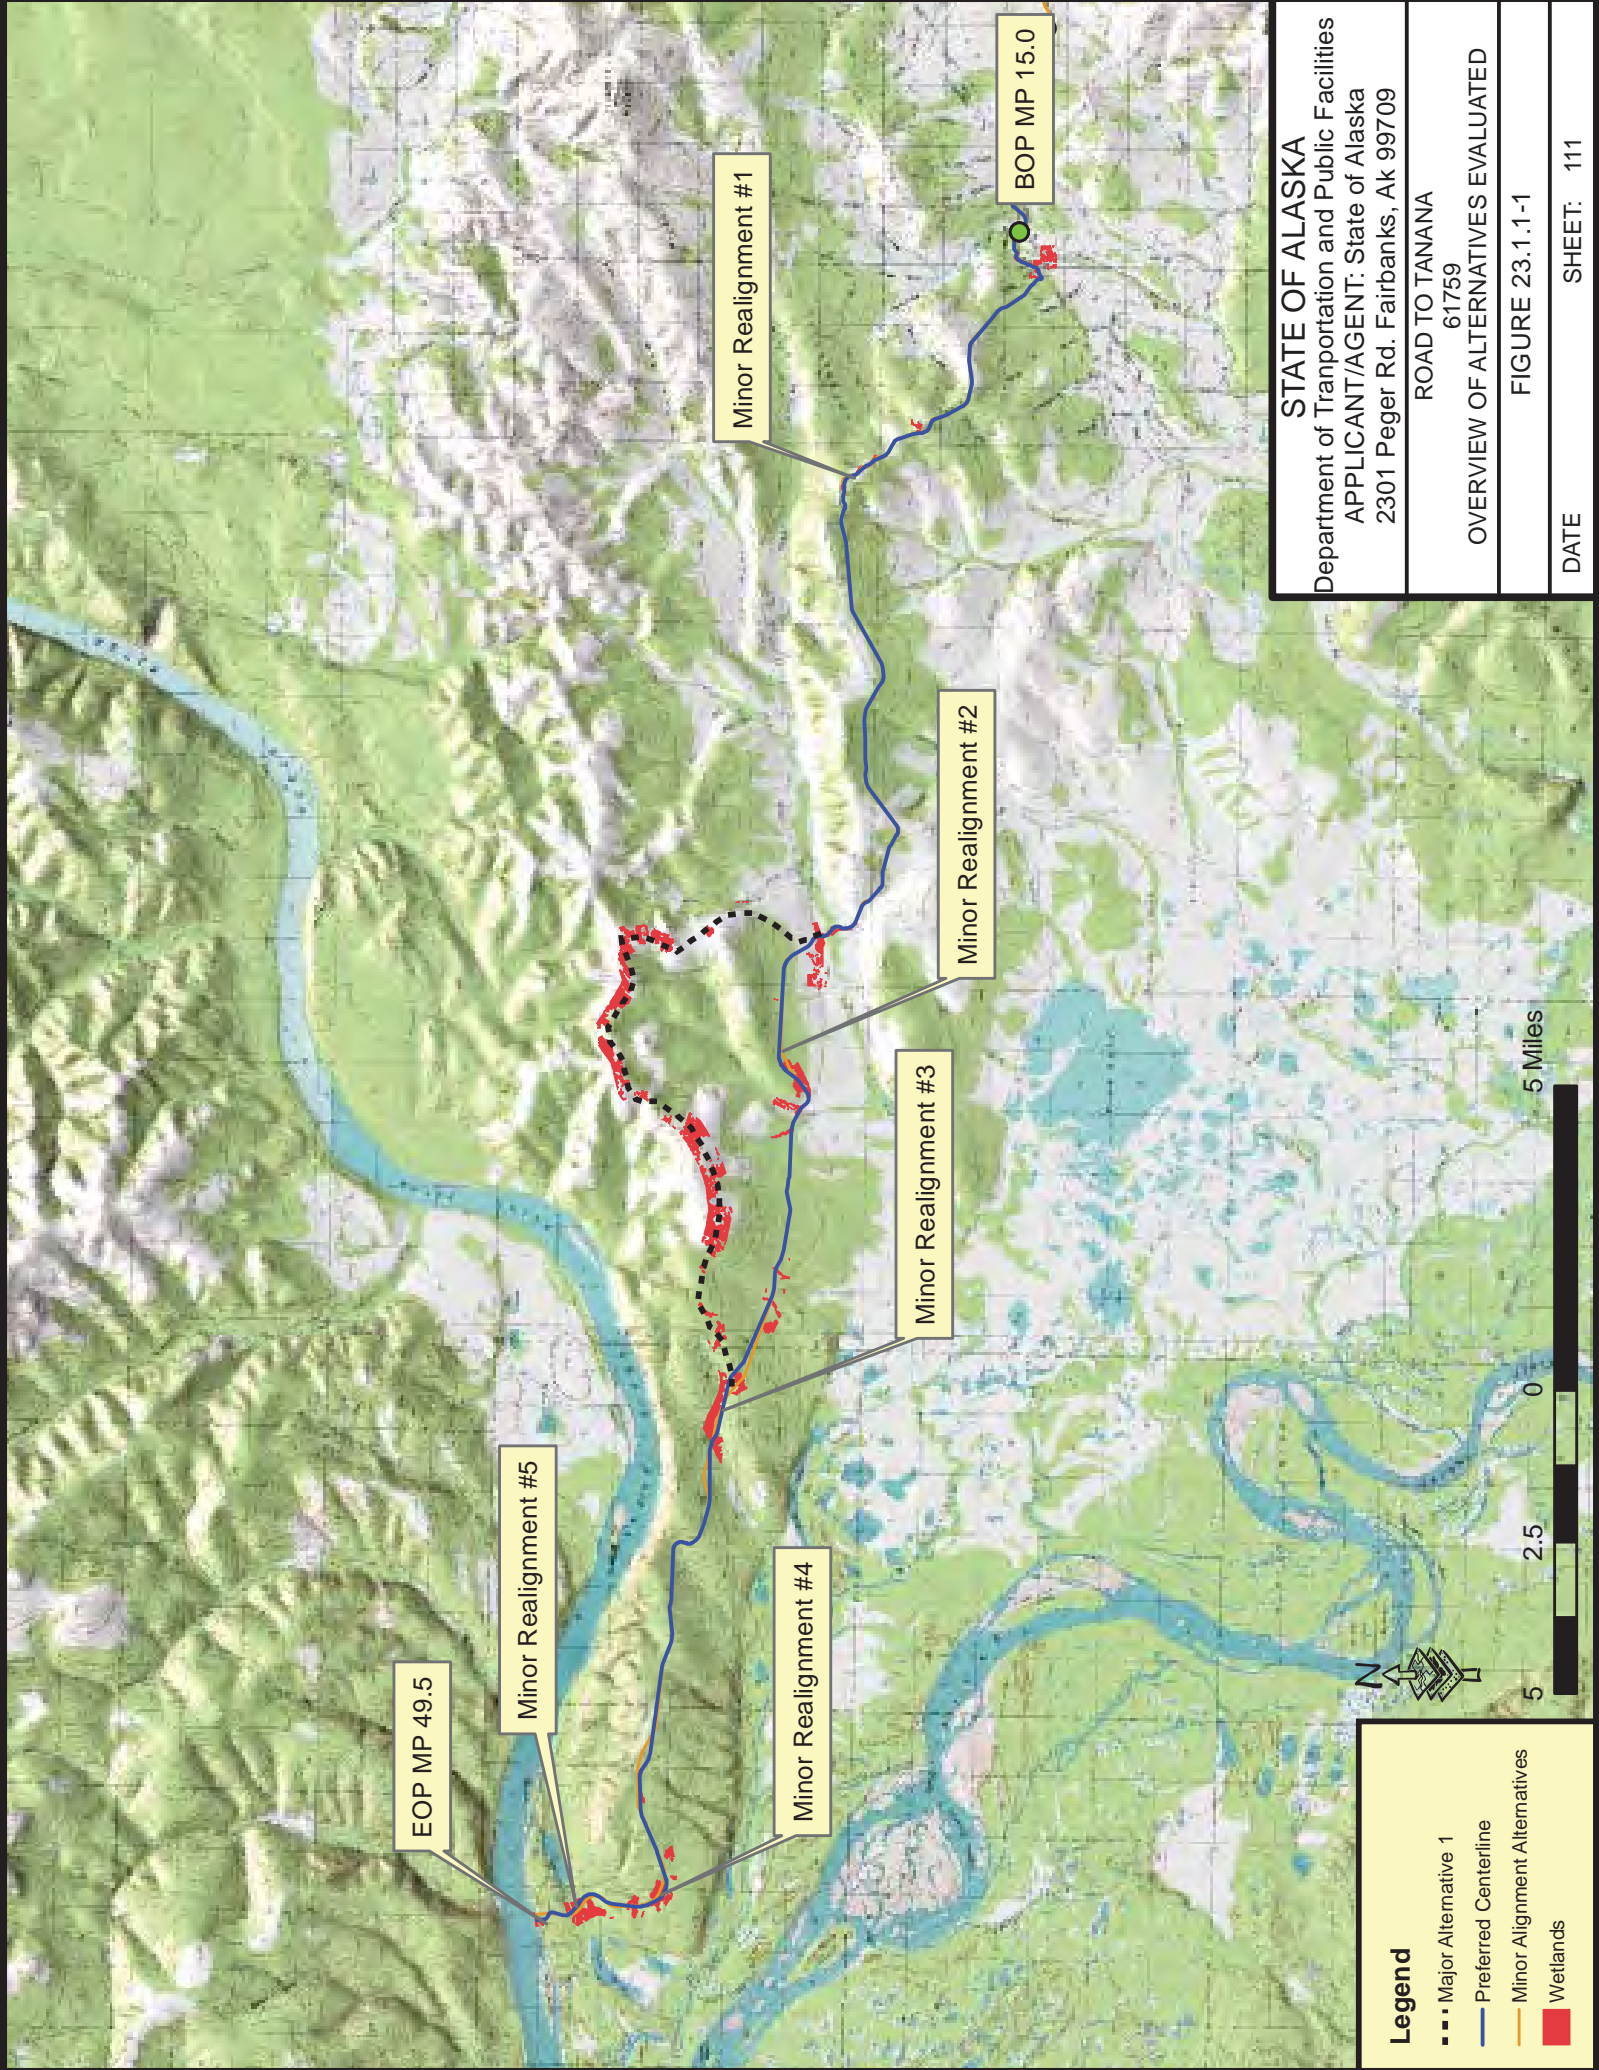 EOP MP 49.5
Minor Realignment #5
Minor Realignment #4
Minor Realignment #3
Minor Realignment #2
Minor Realignment #1
BOP MP 15.0
Legend
Major Alternative 1
Preferred Centerline
Minor Alignment Alternatives
Wetlands
N
5 2.5 0 5 Miles
STATE OF ALASKA
Department of Tranportation and Public Facilities
APPLICANT/AGENT: State of Alaska
2301 Peger Rd. Fairbanks, Ak 99709
ROAD TO TANANA
61759
OVERVIEW OF ALTERNATIVES EVALUATED
FIGURE 23.1.1-1
DATE SHEET: 111